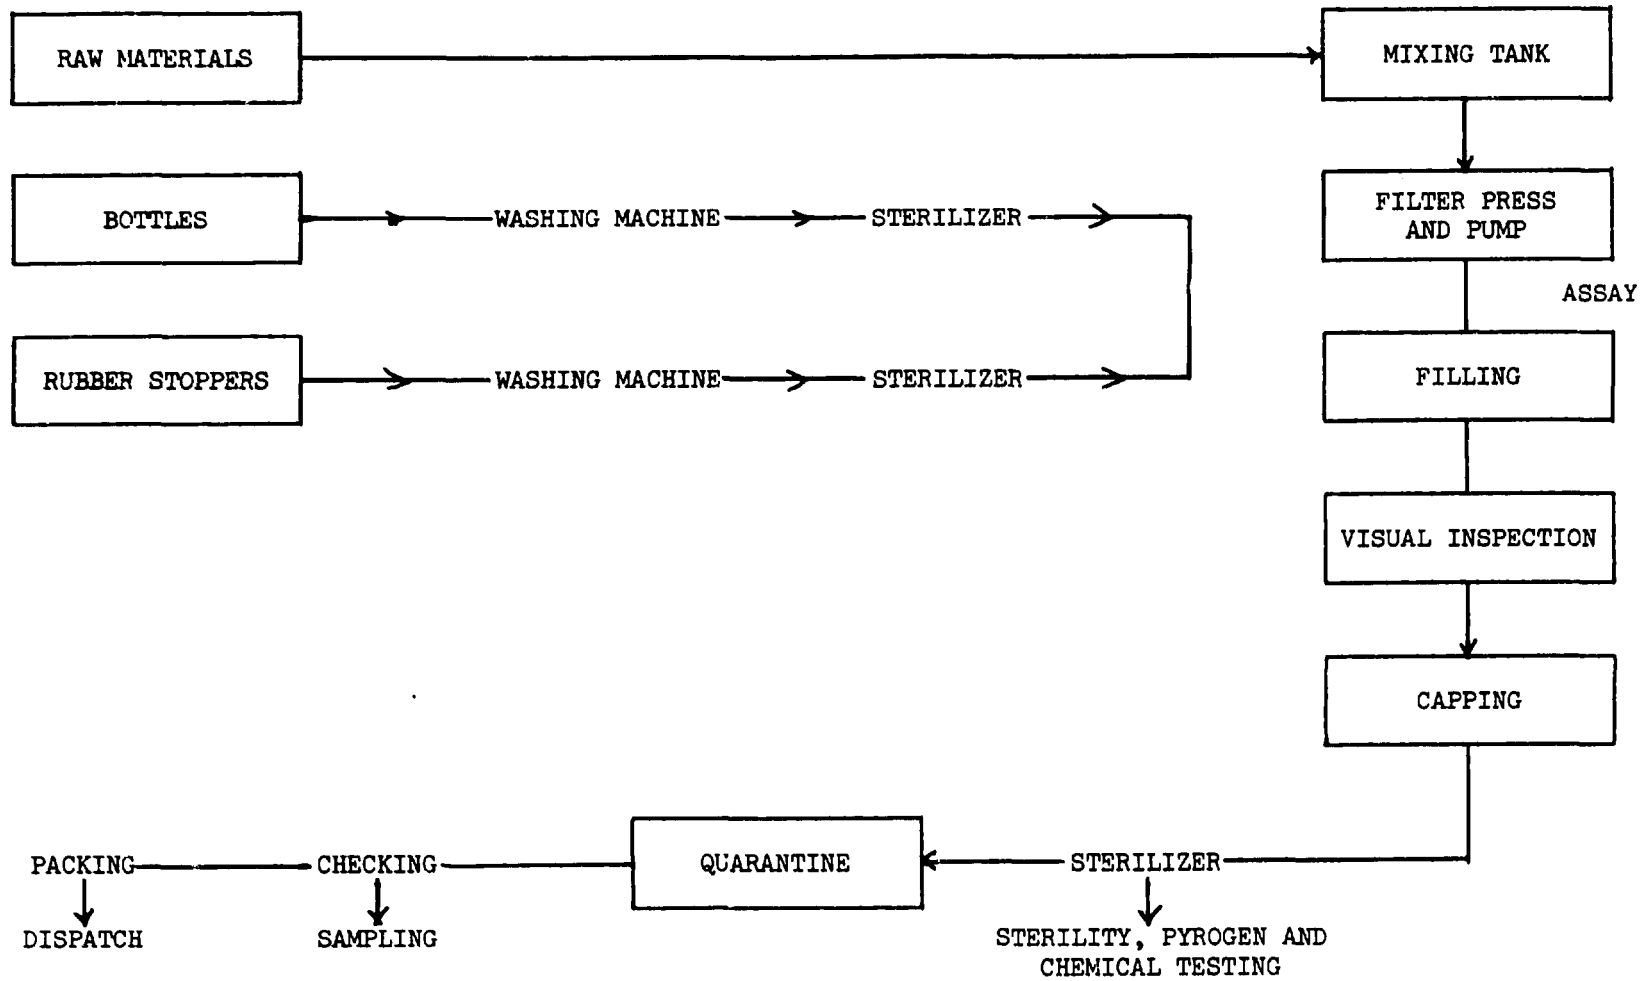 RAW MATERIALS
MIXING TANK
BOTTLES
WASHING MACHINE
STERILIZER
FILTER PRESS
AND PUMP
ASSAY
RUBBER STOPPERS
WASHING MACHINE
STERILIZER
FILLING
VISUAL INSPECTION
CAPPING
PACKING
CHECKING
QUARANTINE
STERILIZER
DISPATCH
SAMPLING
STERILITY, PYROGEN AND
CHEMICAL TESTING